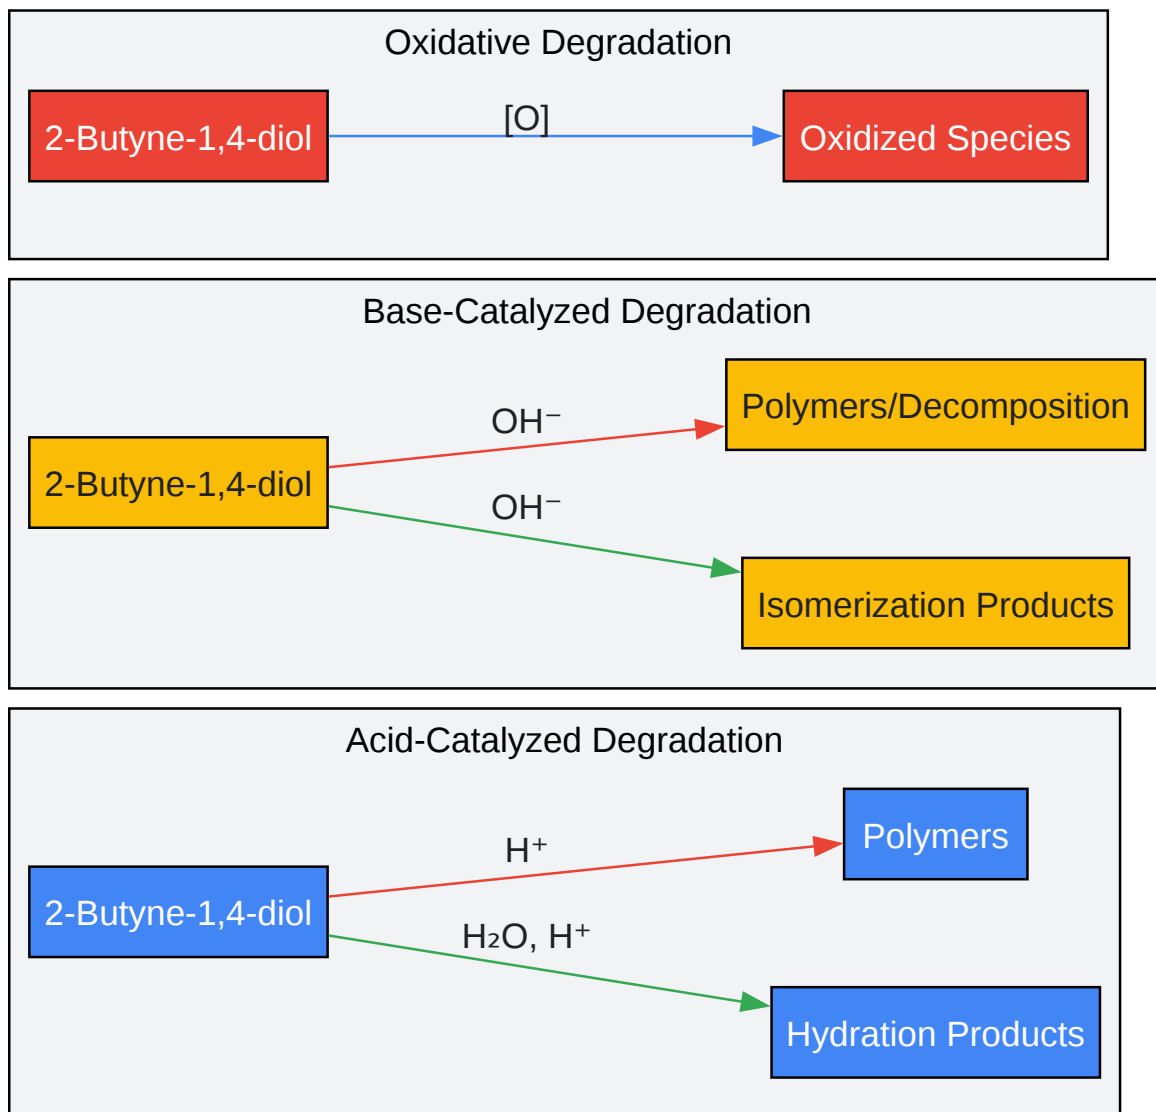 Oxidative Degradation
2-Butyne-1,4-diol
[O]
Oxidized Species
Base-Catalyzed Degradation
2-Butyne-1,4-diol
OH⁻
Polymers/Decomposition
OH⁻
Isomerization Products
Acid-Catalyzed Degradation
2-Butyne-1,4-diol
H⁺
Polymers
H₂O, H⁺
Hydration Products